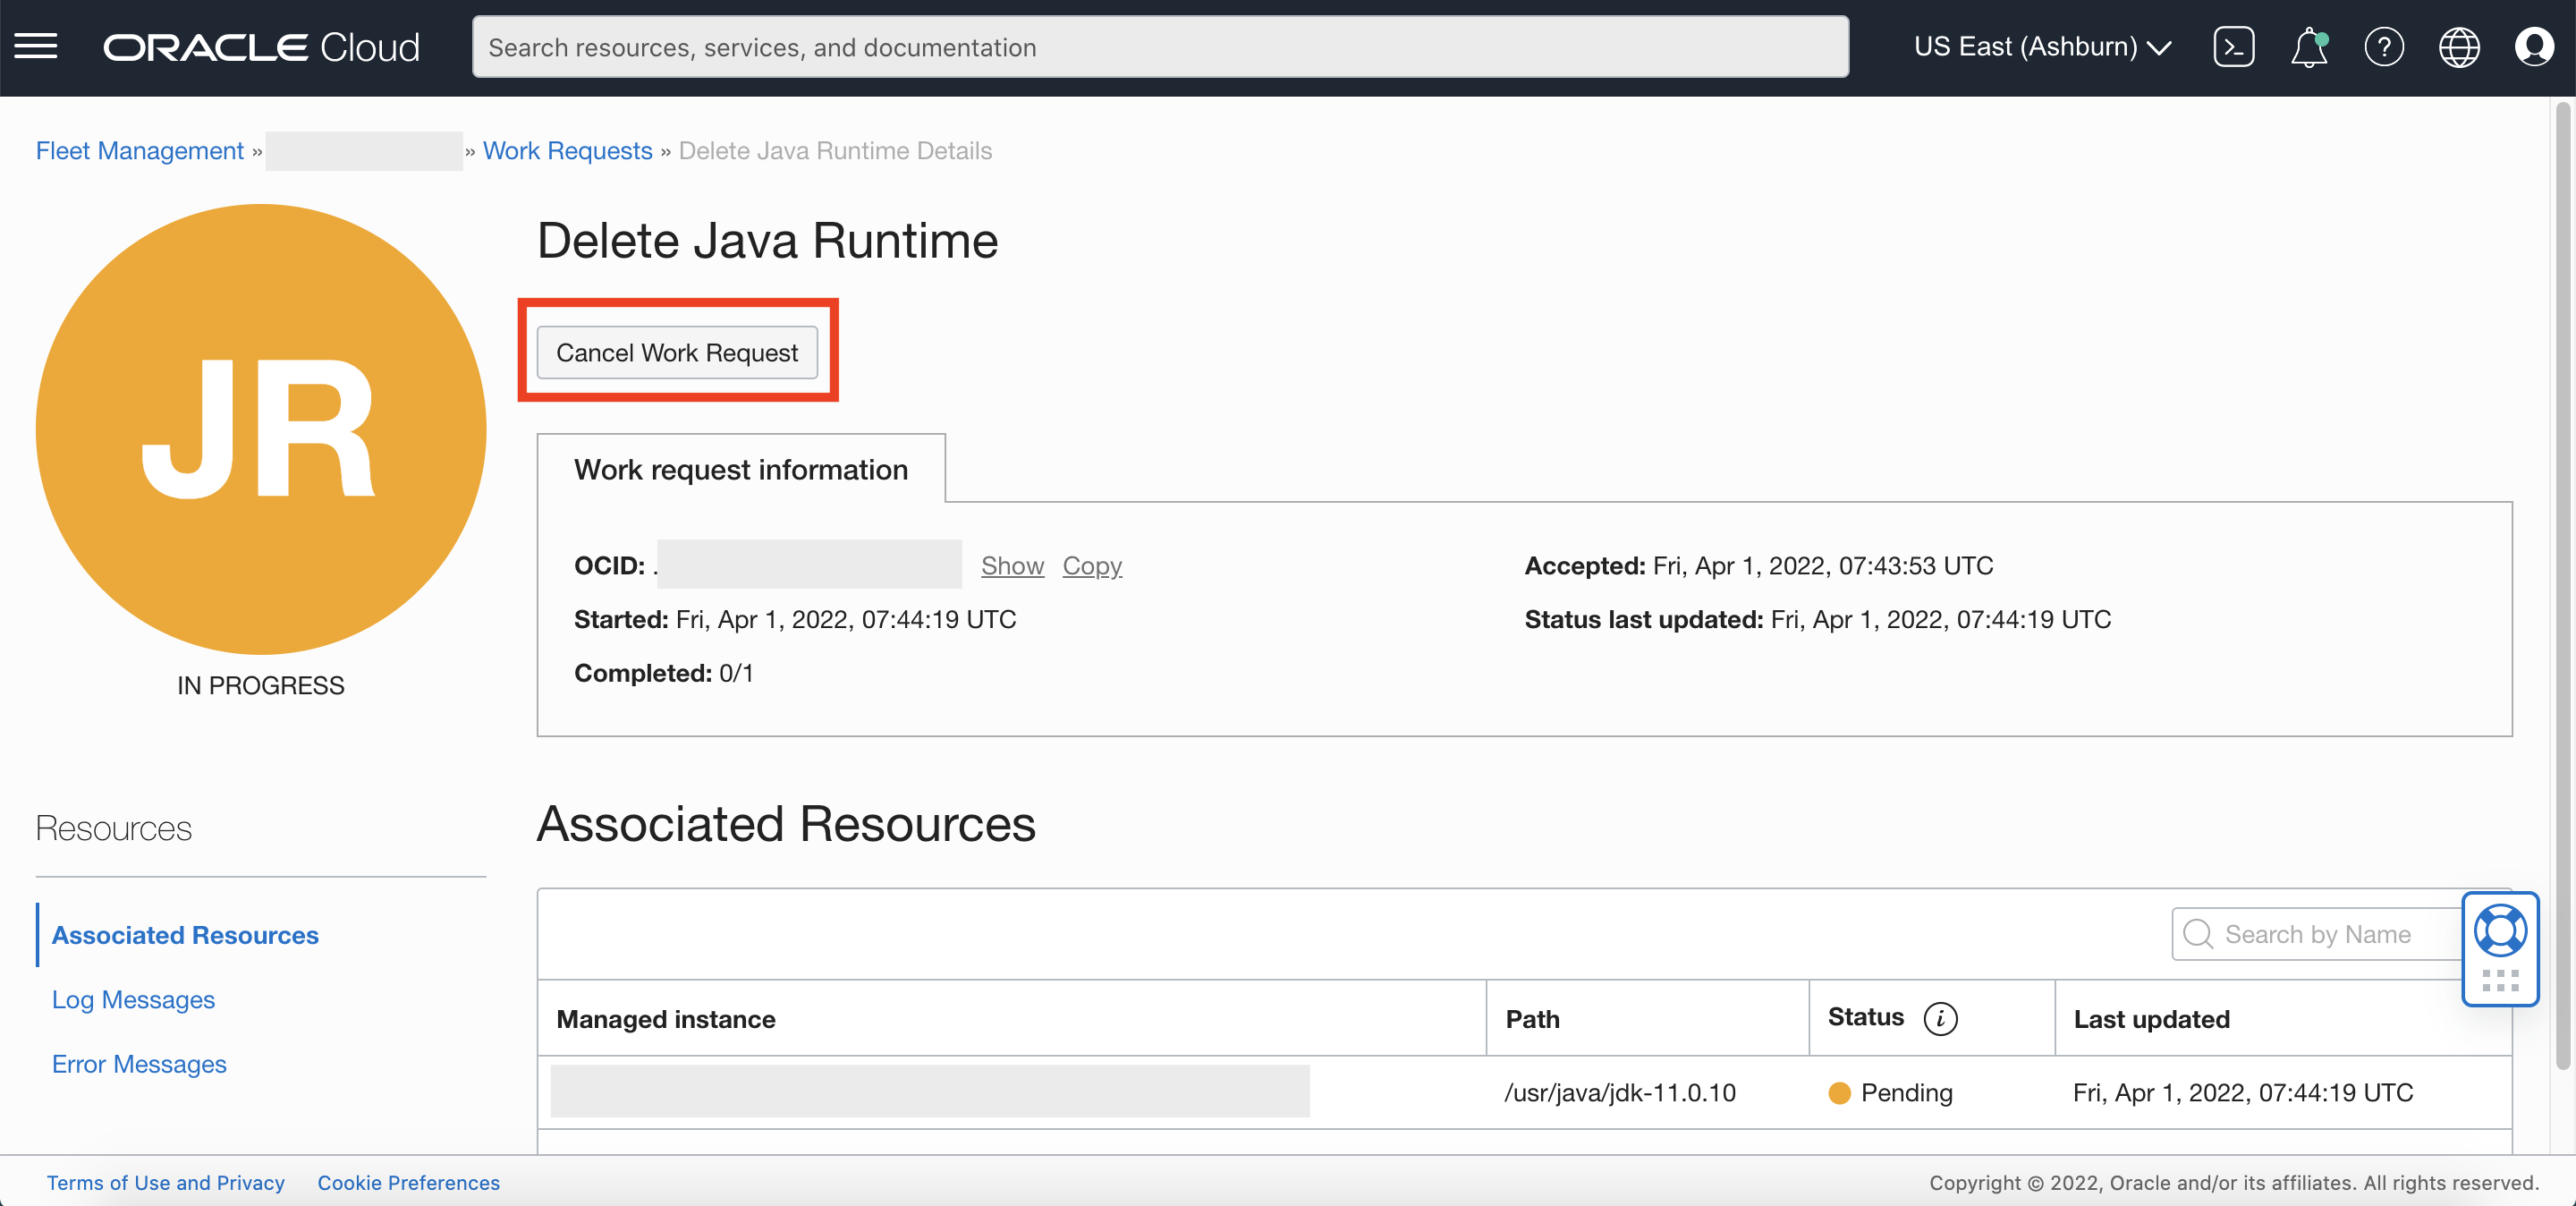 ORACLE Cloud
Search resources, services, and documentation
US East (Ashburn)
Fleet Management » » Work Requests » Delete Java Runtime Details
JR
IN PROGRESS
Delete Java Runtime
Cancel Work Request
Work request information
OCID: . Show Copy
Started: Fri, Apr 1, 2022, 07:44:19 UTC
Completed: 0/1
Accepted: Fri, Apr 1, 2022, 07:43:53 UTC
Status last updated: Fri, Apr 1, 2022, 07:44:19 UTC
Resources
Associated Resources
Log Messages
Error Messages
Associated Resources
Search by Name
Managed instance Path Status i Last updated
/usr/java/jdk-11.0.10 Pending Fri, Apr 1, 2022, 07:44:19 UTC
Terms of Use and Privacy Cookie Preferences
Copyright © 2022, Oracle and/or its affiliates. All rights reserved.